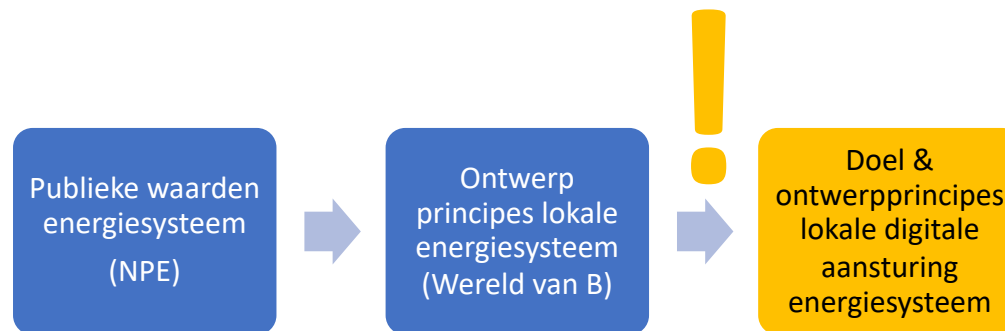 Publieke waarden
energiesysteem
(NPE)
Ontwerp
principes lokale
energiesysteem
(Wereld van B)
!
Doel &
ontwerpprincipes
lokale digitale
aansturing
energiesysteem